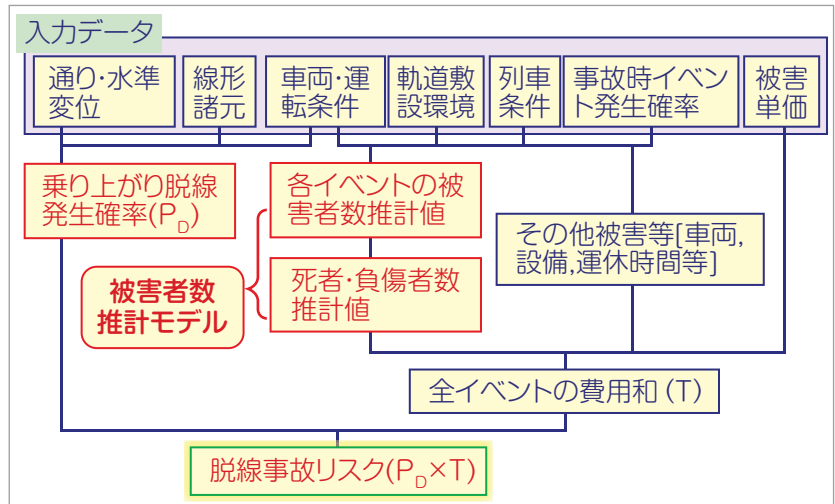 入力データ
通り・水準
変位
線形
諸元
車両・運
転条件
軌道敷
設環境
列車
条件
事故時イベン
ト発生確率
被害
単価
乗り上がり脱線
発生確率(P_D)
各イベントの被
害者数推計値
その他被害等[車両,
設備,運休時間等]
被害者数
推計モデル
死者・負傷者数
推計値
全イベントの費用和 (T)
脱線事故リスク(P_D×T)